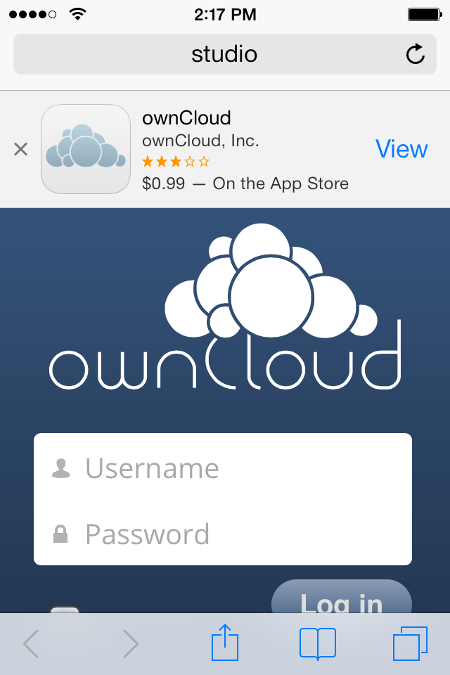 2:17 PM
studio
ownCloud
ownCloud, Inc.
$0.99 — On the App Store
View
ownCloud
Username
Password
Log in